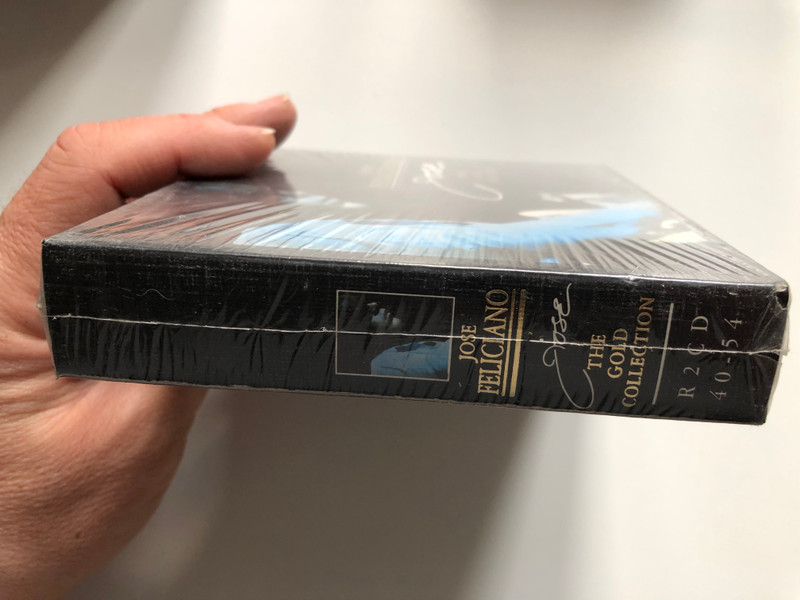 JOSE
FELICIANO
Jose
THE
GOLD
COLLECTION
R2CD
40-54